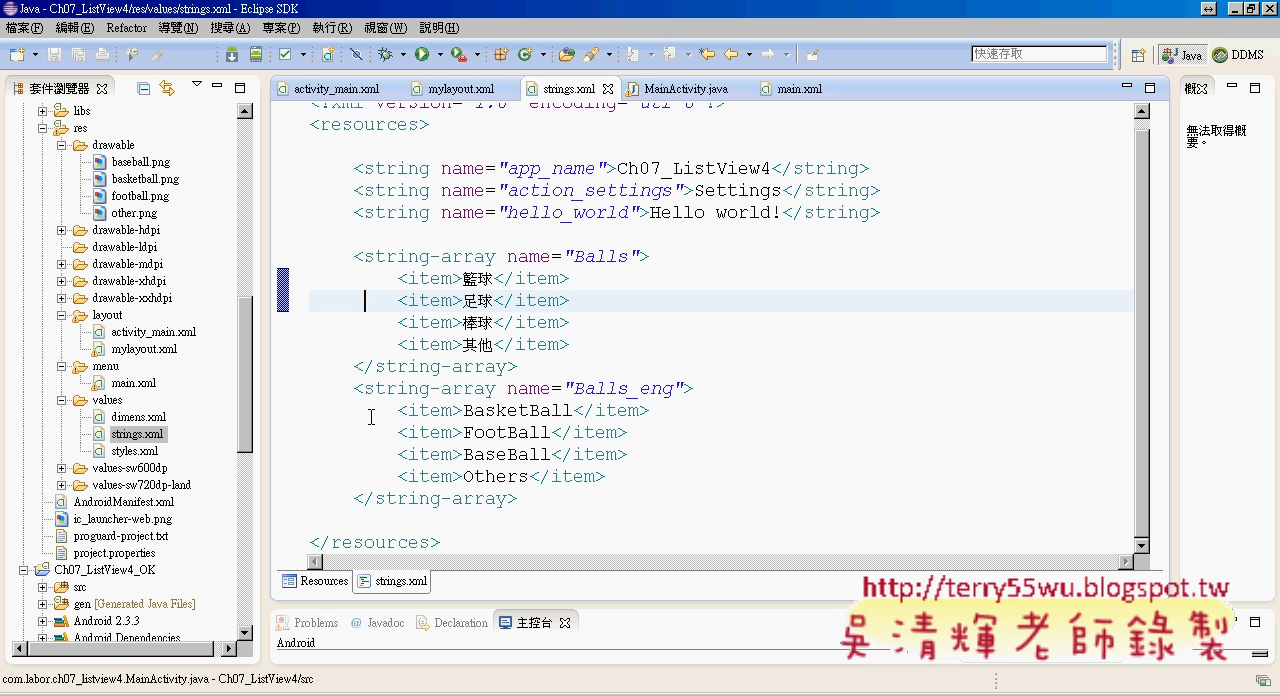 Java - Ch07_ListView4/res/values/strings.xml - Eclipse SDK
檔案(F) 編輯(E) Refactor 導覽(N) 搜尋(A) 專案(P) 執行(R) 視窗(W) 說明(H)
快速存取 Java DDMS
套件瀏覽器
activity_main.xml mylayout.xml strings.xml MainActivity.java main.xml
libs
res
drawable
baseball.png
basketball.png
football.png
other.png
drawable-hdpi
drawable-ldpi
drawable-mdpi
drawable-xhdpi
drawable-xxhdpi
layout
activity_main.xml
mylayout.xml
menu
main.xml
values
dimens.xml
strings.xml
styles.xml
values-sw600dp
values-sw720dp-land
AndroidManifest.xml
ic_launcher-web.png
proguard-project.txt
project.properties
Ch07_ListView4_OK
src
gen [Generated Java Files]
Android 2.3.3
Android Dependencies
<?xml version="1.0" encoding="utf-8"?>
<resources>
<string name="app_name">Ch07_ListView4</string>
<string name="action_settings">Settings</string>
<string name="hello_world">Hello world!</string>
<string-array name="Balls">
<item>籃球</item>
<item>足球</item>
<item>棒球</item>
<item>其他</item>
</string-array>
<string-array name="Balls_eng">
<item>BasketBall</item>
<item>FootBall</item>
<item>BaseBall</item>
<item>Others</item>
</string-array>
</resources>
Resources strings.xml
概
無法取得概
要。
Problems Javadoc Declaration 主控台
Android
http://terry55wu.blogspot.tw
吳清輝老師錄製
com.labor.ch07_listview4.MainActivity.java - Ch07_ListView4/src